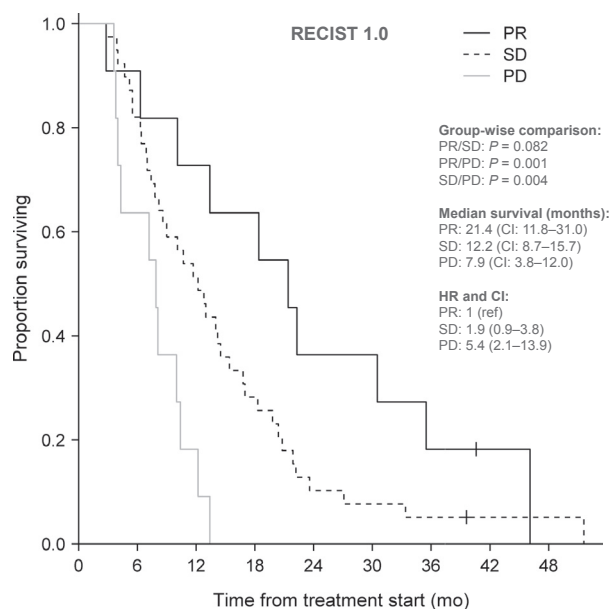 RECIST 1.0
PR
SD
PD
Group-wise comparison:
PR/SD: P = 0.082
PR/PD: P = 0.001
SD/PD: P = 0.004
Median survival (months):
PR: 21.4 (CI: 11.8–31.0)
SD: 12.2 (CI: 8.7–15.7)
PD: 7.9 (CI: 3.8–12.0)
HR and CI:
PR: 1 (ref)
SD: 1.9 (0.9–3.8)
PD: 5.4 (2.1–13.9)
Proportion surviving
1.0
0.8
0.6
0.4
0.2
0.0
0 6 12 18 24 30 36 42 48
Time from treatment start (mo)